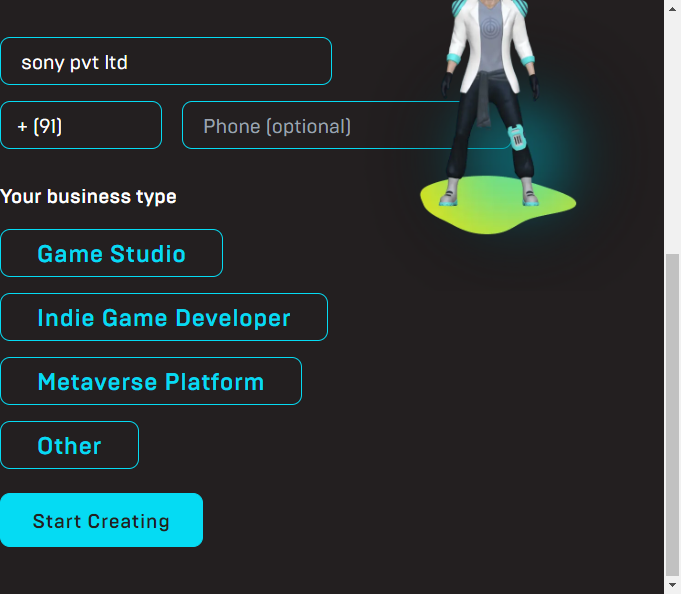 sony pvt ltd
+ (91) Phone (optional)
Your business type
Game Studio
Indie Game Developer
Metaverse Platform
Other
Start Creating